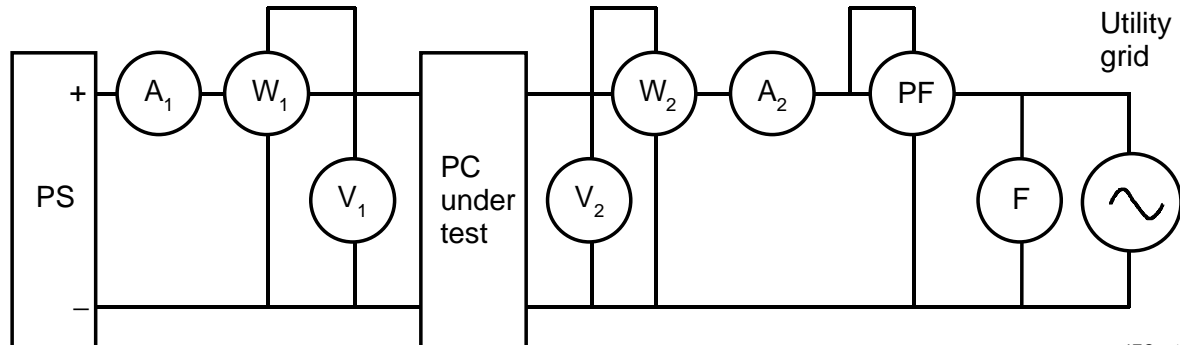 Utility
grid
+
A1
W1
W2
A2
PF
PS
V1
PC
under
test
V2
F
–